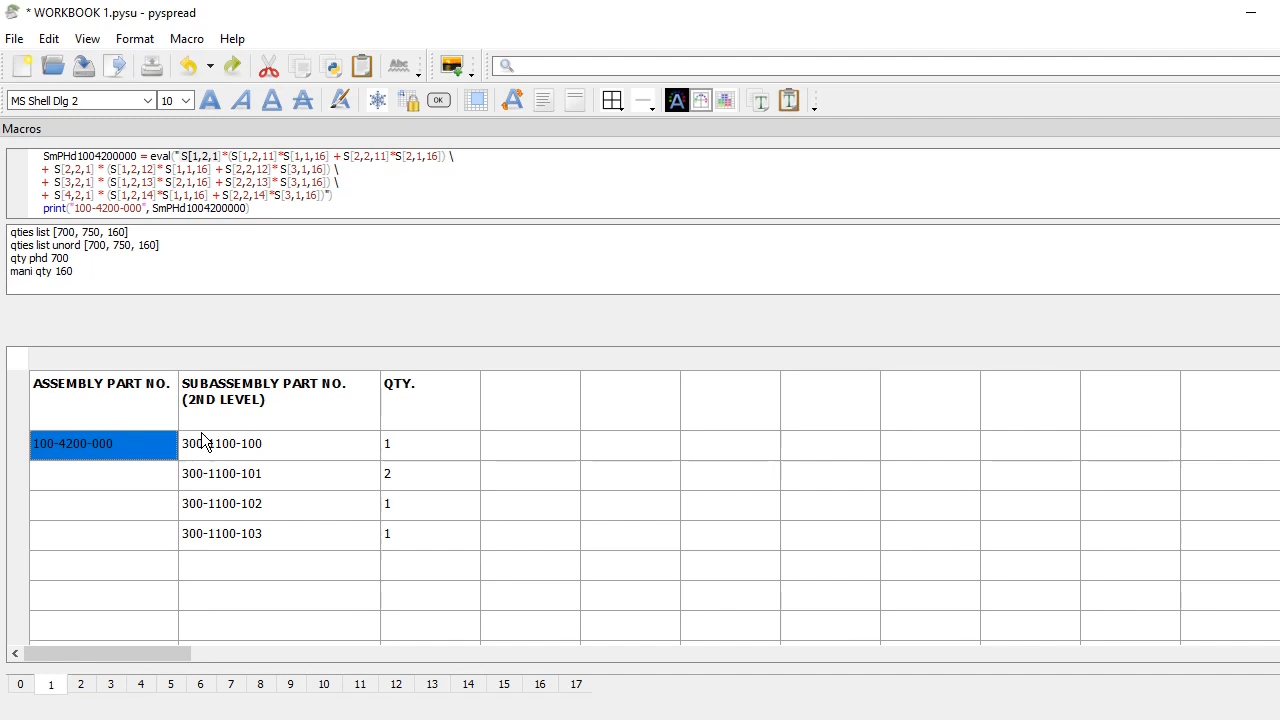 * WORKBOOK 1.pysu - pyspread
File Edit View Format Macro Help
Abc
MS Shell Dlg 2 10 A A A A OK A A T T
Macros
SmPHd1004200000 = eval("S[1,2,1]*(S[1,2,11]*S[1,1,16] + S[2,2,11]*S[2,1,16]) \
+ S[2,2,1] * (S[1,2,12]* S[1,1,16] + S[2,2,12]* S[3,1,16]) \
+ S[3,2,1] * (S[1,2,13]* S[2,1,16] + S[2,2,13]* S[3,1,16]) \
+ S[4,2,1] * (S[1,2,14]*S[1,1,16] + S[2,2,14]*S[3,1,16])")
print("100-4200-000", SmPHd1004200000)
qties list [700, 750, 160]
qties list unord [700, 750, 160]
qty phd 700
mani qty 160
ASSEMBLY PART NO. SUBASSEMBLY PART NO. QTY.
(2ND LEVEL)
100-4200-000 300-1100-100 1
300-1100-101 2
300-1100-102 1
300-1100-103 1
0 1 2 3 4 5 6 7 8 9 10 11 12 13 14 15 16 17